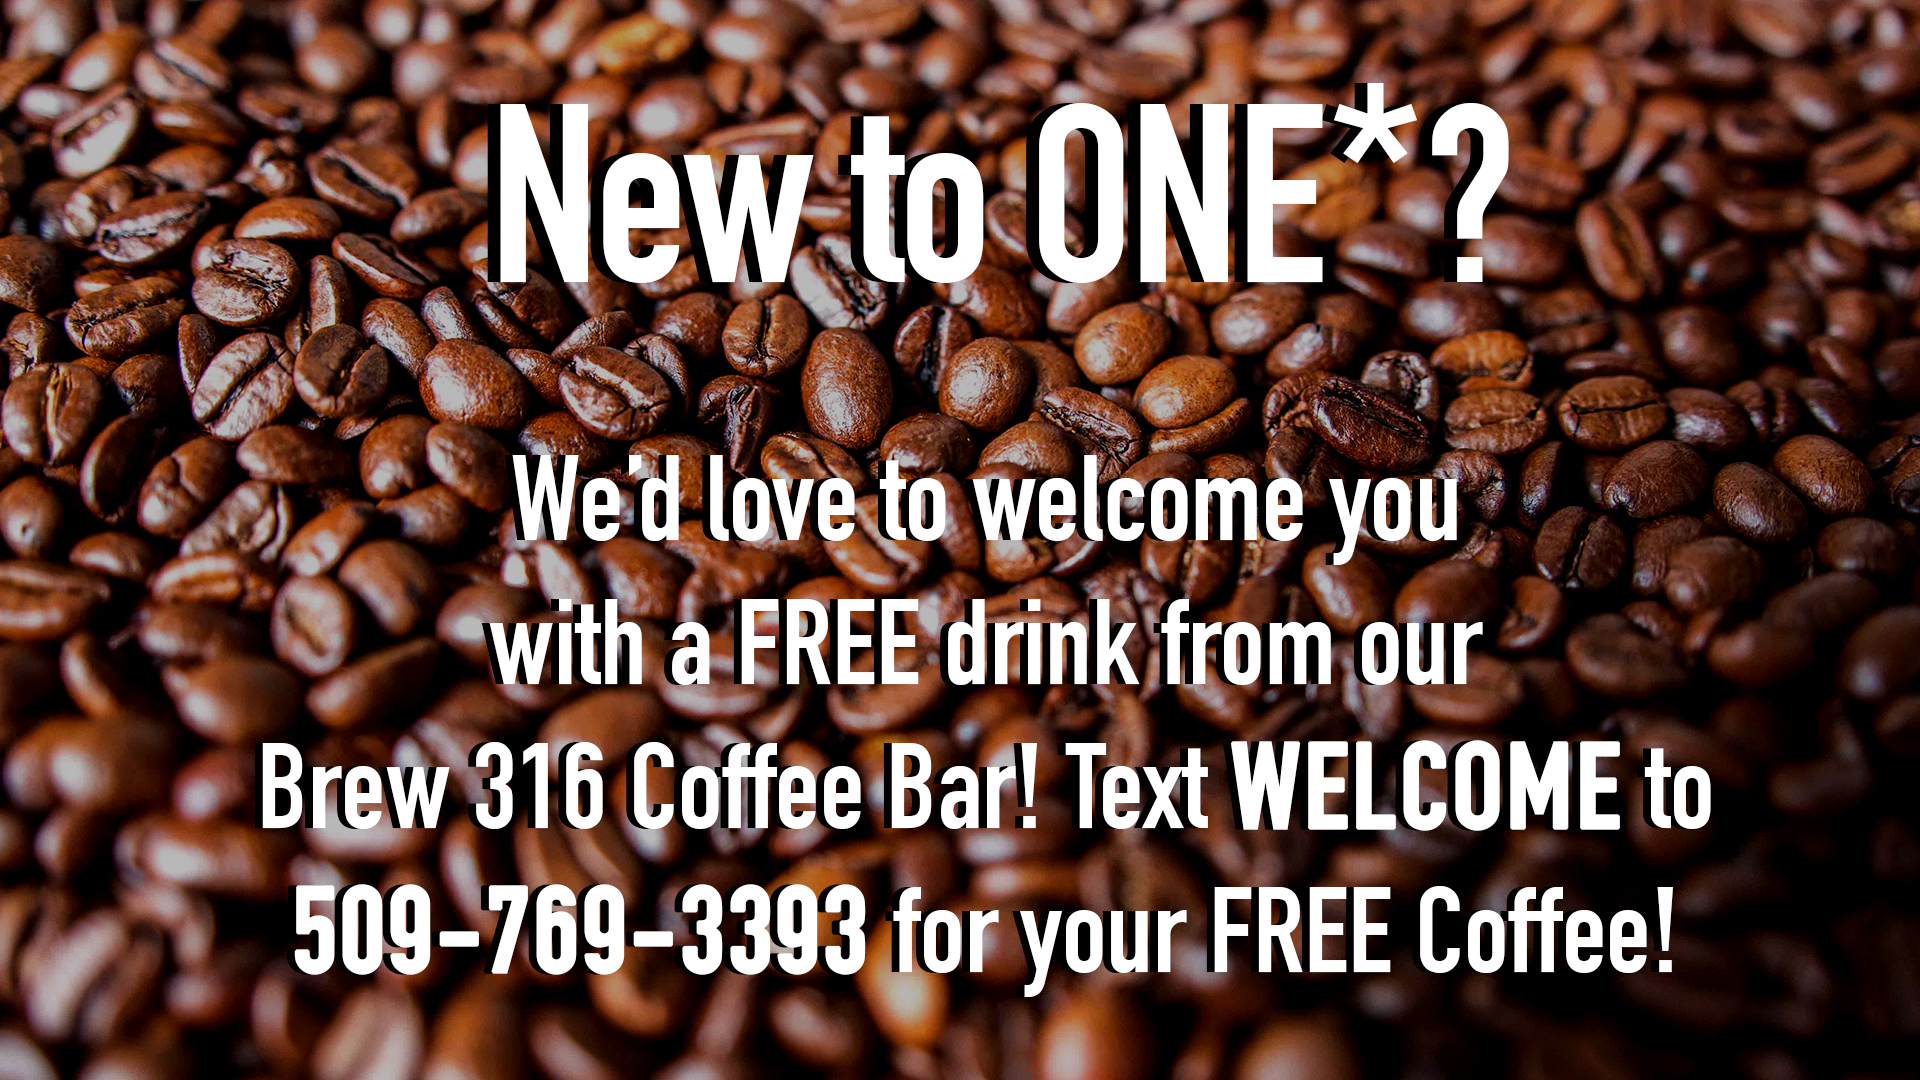 New to ONE*?
We'd love to welcome you
with a FREE drink from our
Brew 316 Coffee Bar! Text WELCOME to
509-769-3393 for your FREE Coffee!